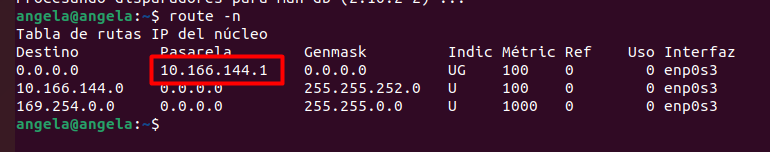 Procesando disparadores para man-db (2.10.2-2) ...
angela@angela:~$ route -n
Tabla de rutas IP del núcleo
Destino Pasarela Genmask Indic Métric Ref Uso Interfaz
0.0.0.0 10.166.144.1 0.0.0.0 UG 100 0 0 enp0s3
10.166.144.0 0.0.0.0 255.255.252.0 U 100 0 0 enp0s3
169.254.0.0 0.0.0.0 255.255.0.0 U 1000 0 0 enp0s3
angela@angela:~$